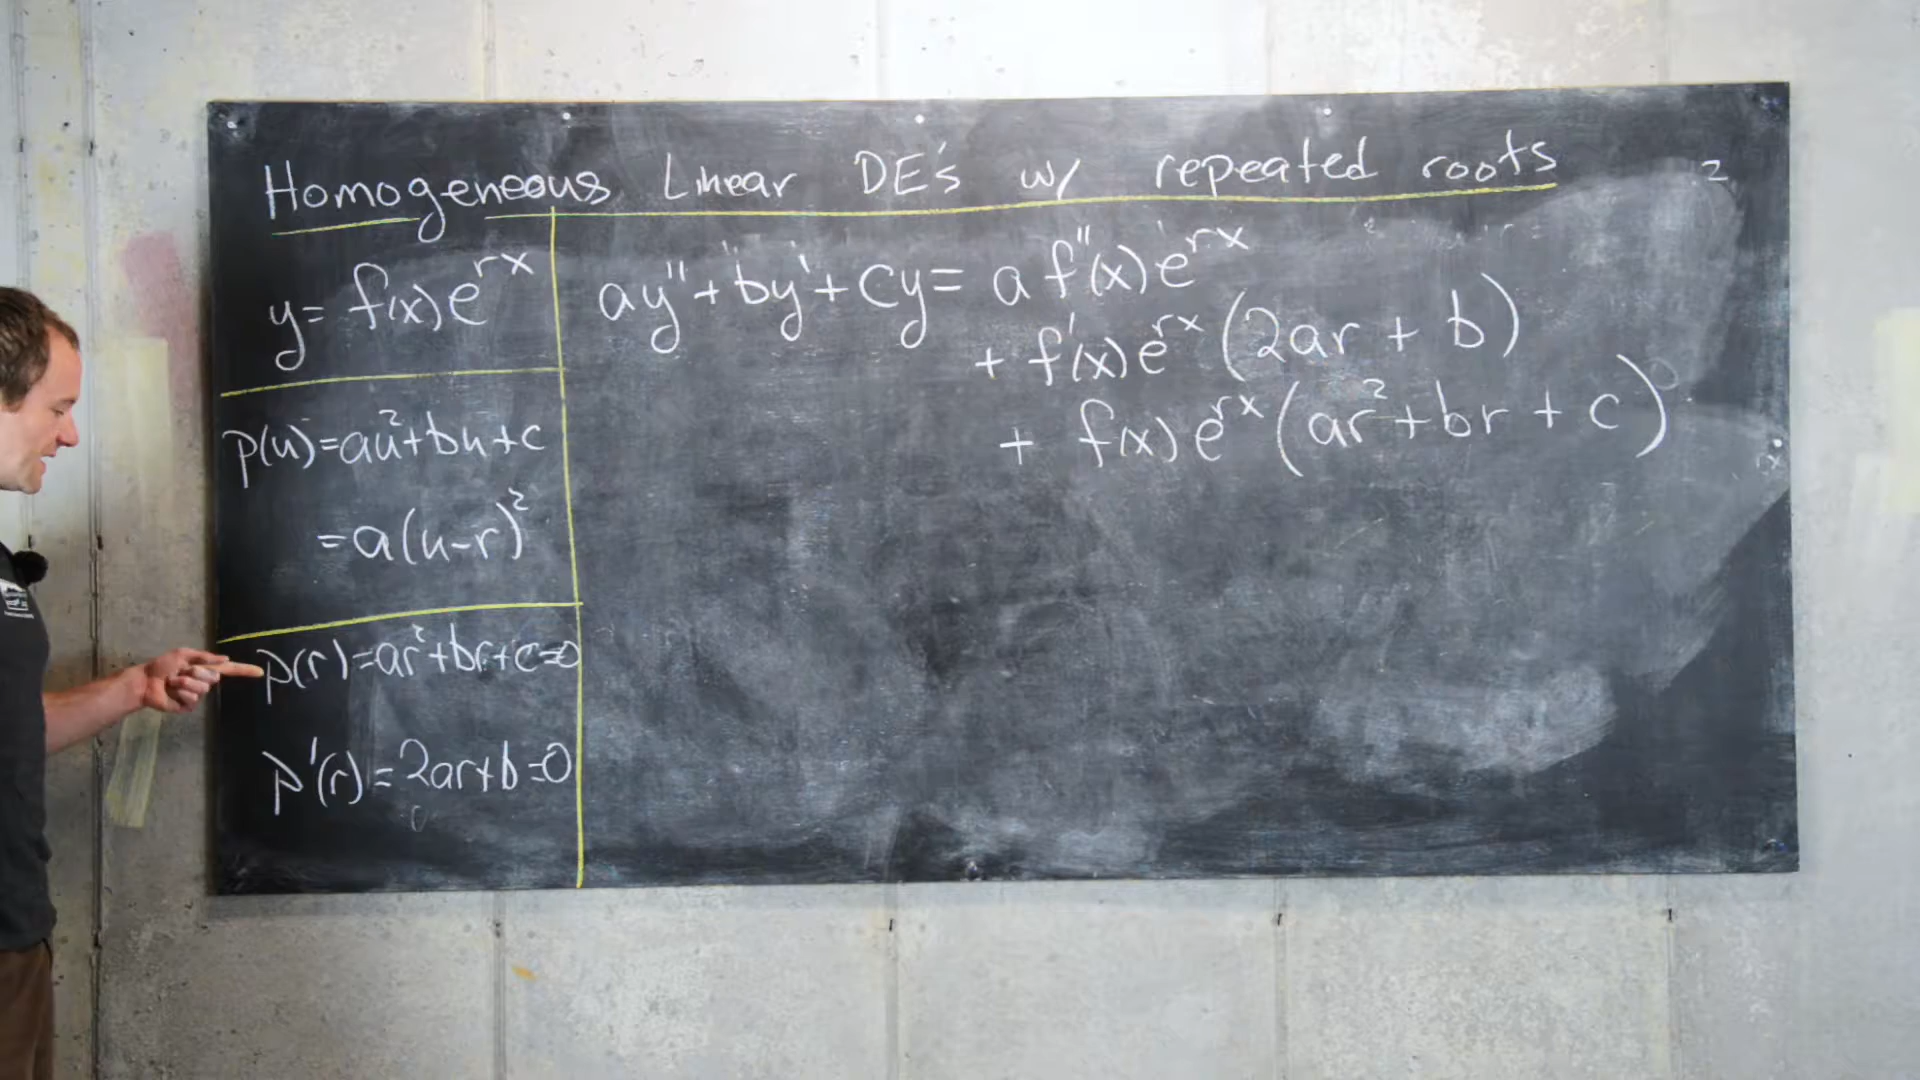 Homogeneous Linear DE's w/ repeated roots
y = f(x)e^{rx}
p(u) = au²+bu+c
= a(u-r)²
p(r) = ar²+br+c=0
p'(r) = 2ar+b=0
ay''+by'+cy = a f''(x) e^{rx}
+ f'(x) e^{rx} (2ar + b)
+ f(x) e^{rx} (ar²+br + c)
2